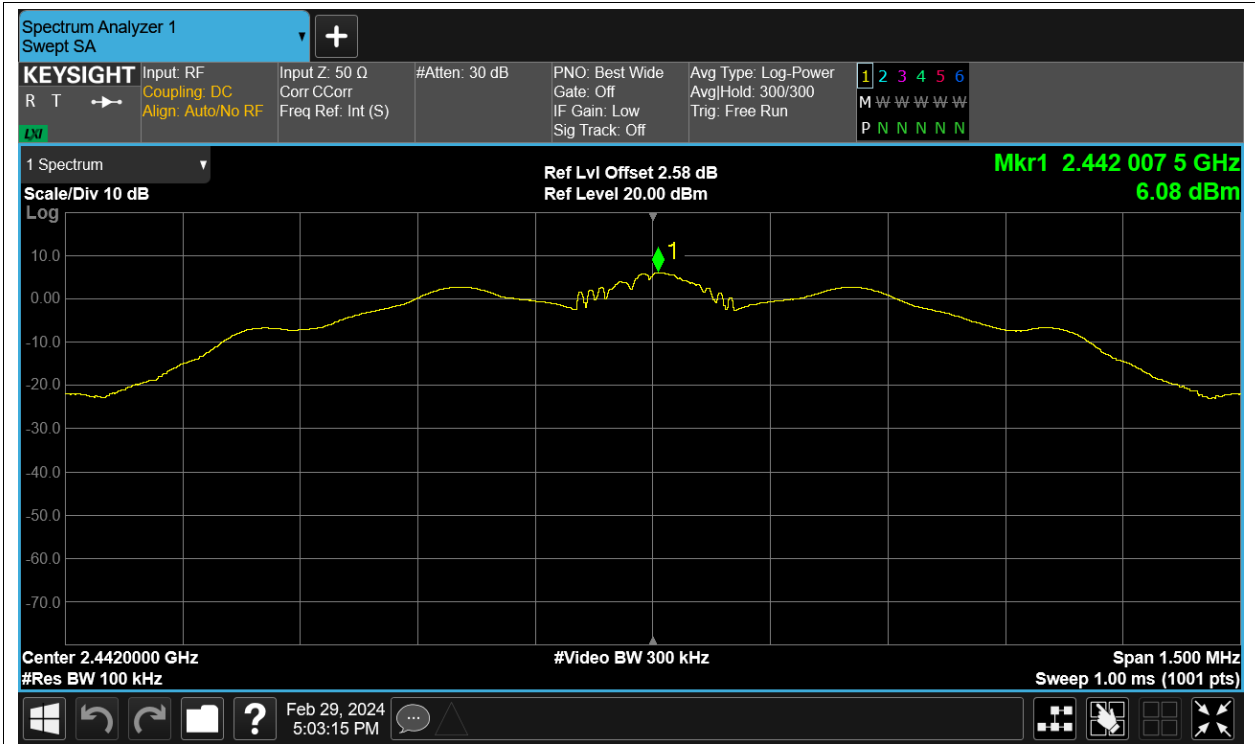 Spectrum Analyzer 1
Swept SA
+
KEYSIGHT
R T
LXI
Input: RF
Coupling: DC
Align: Auto/No RF
Input Z: 50 Ω
Corr CCorr
Freq Ref: Int (S)
#Atten: 30 dB
PNO: Best Wide
Gate: Off
IF Gain: Low
Sig Track: Off
Avg Type: Log-Power
Avg|Hold: 300/300
Trig: Free Run
1 2 3 4 5 6
M W W W W W
P N N N N N
1 Spectrum
Scale/Div 10 dB
Log
Ref Lvl Offset 2.58 dB
Ref Level 20.00 dBm
Mkr1 2.442 007 5 GHz
6.08 dBm
1
10.0
0.00
-10.0
-20.0
-30.0
-40.0
-50.0
-60.0
-70.0
Center 2.4420000 GHz
#Res BW 100 kHz
#Video BW 300 kHz
Span 1.500 MHz
Sweep 1.00 ms (1001 pts)
?
Feb 29, 2024
5:03:15 PM